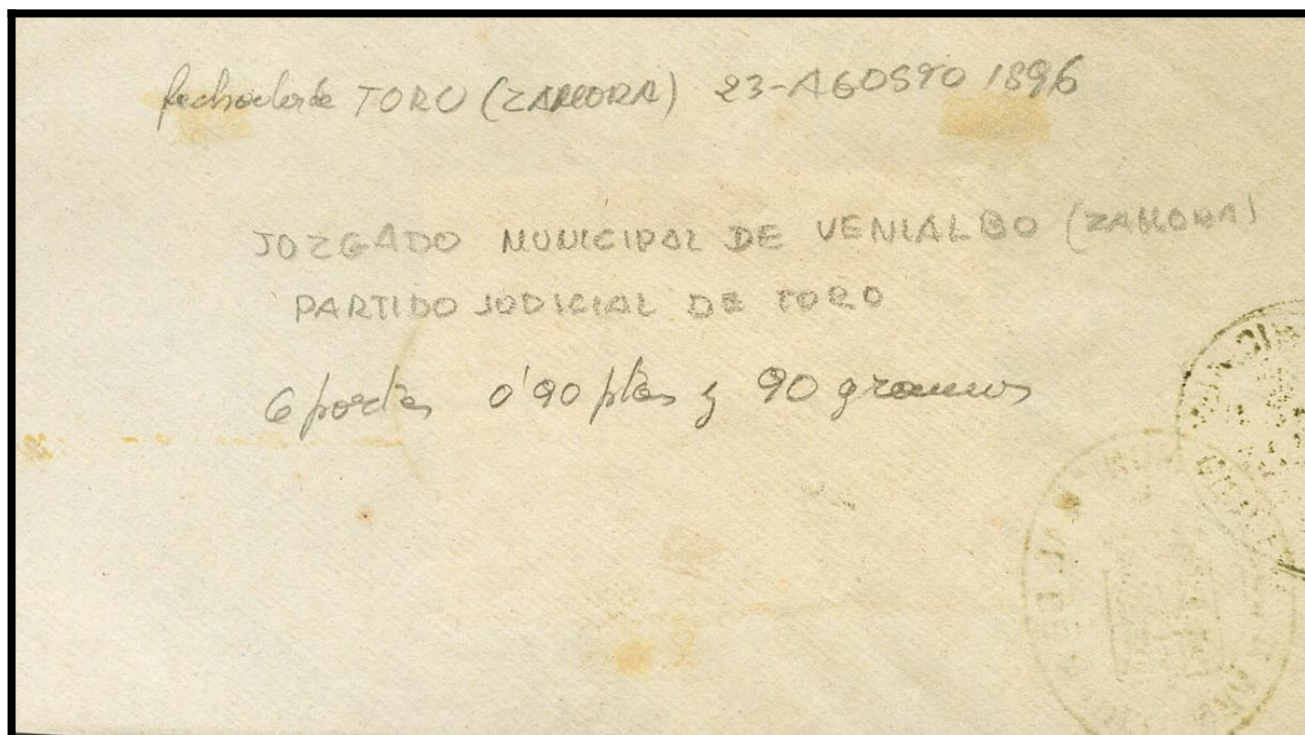 fechador de TORO (ZAMORA) 23-AGOSTO 1896
JUZGADO MUNICIPAL DE VENIALBO (ZAMORA)
PARTIDO JUDICIAL DE TORO
6 portes 0'90 ptas y 90 gramos